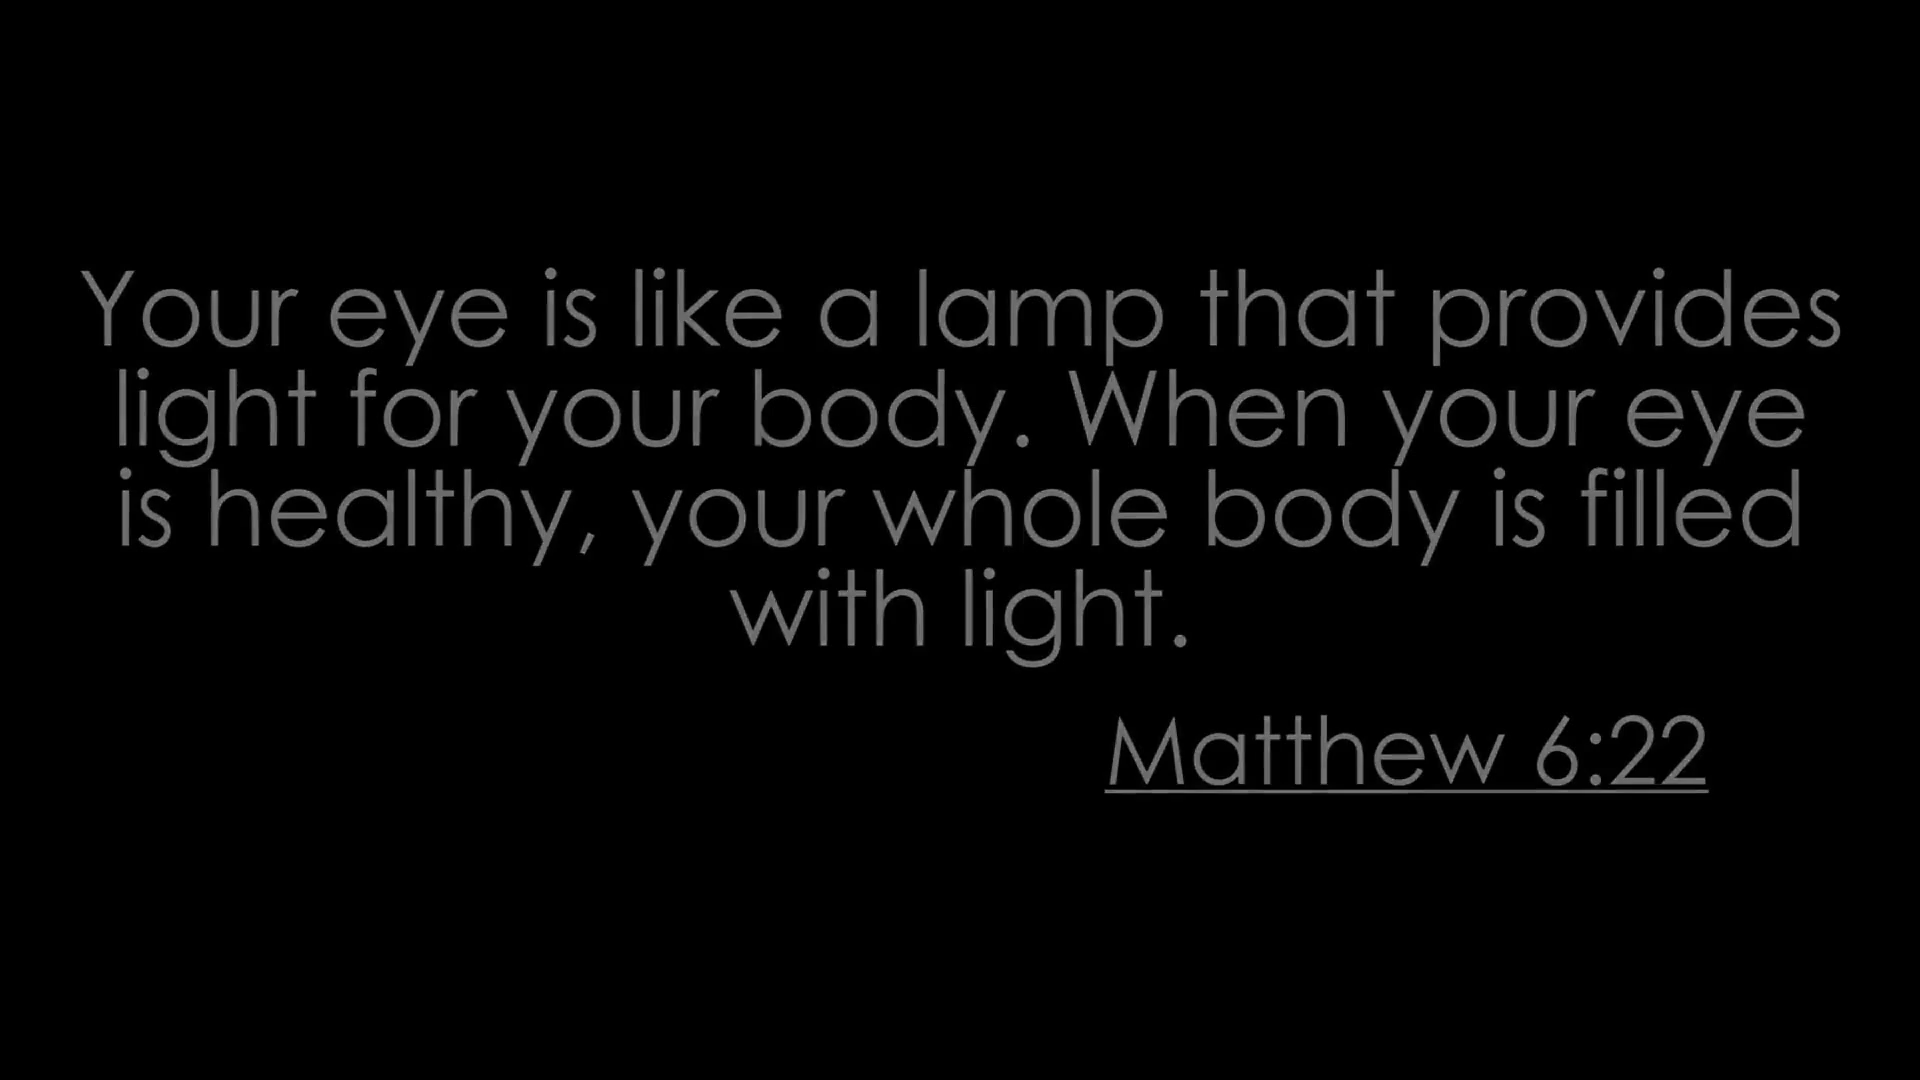 Your eye is like a lamp that provides
light for your body. When your eye
is healthy, your whole body is filled
with light.
Matthew 6:22